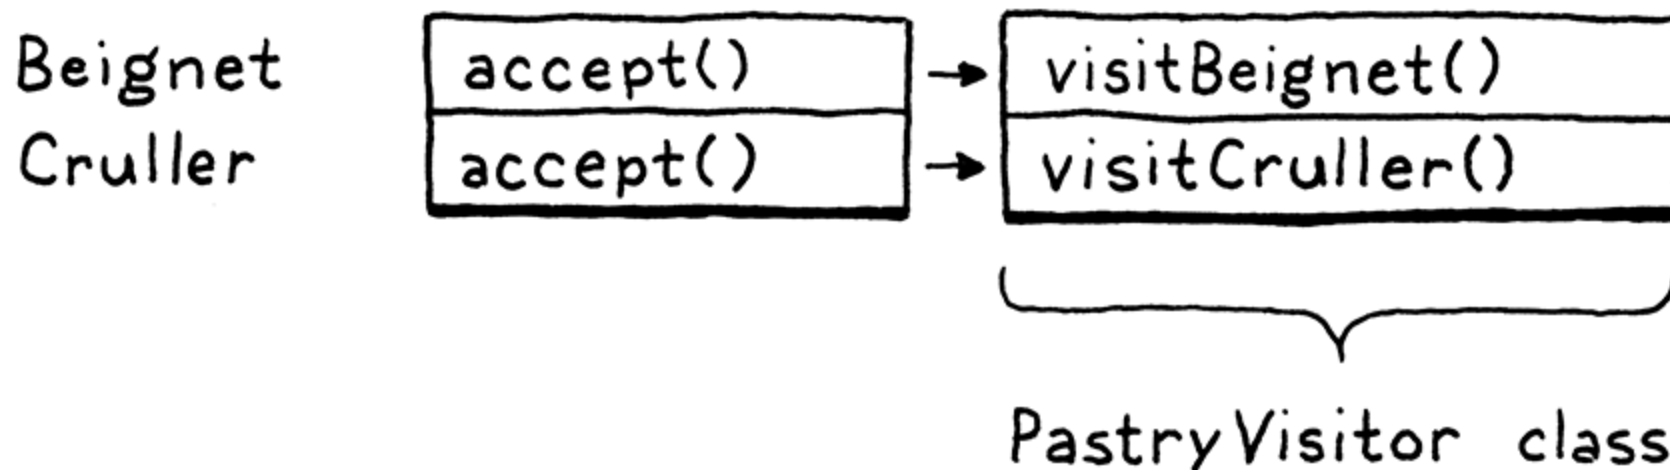 Beignet accept() → visitBeignet()
Cruller accept() → visitCruller()
PastryVisitor class